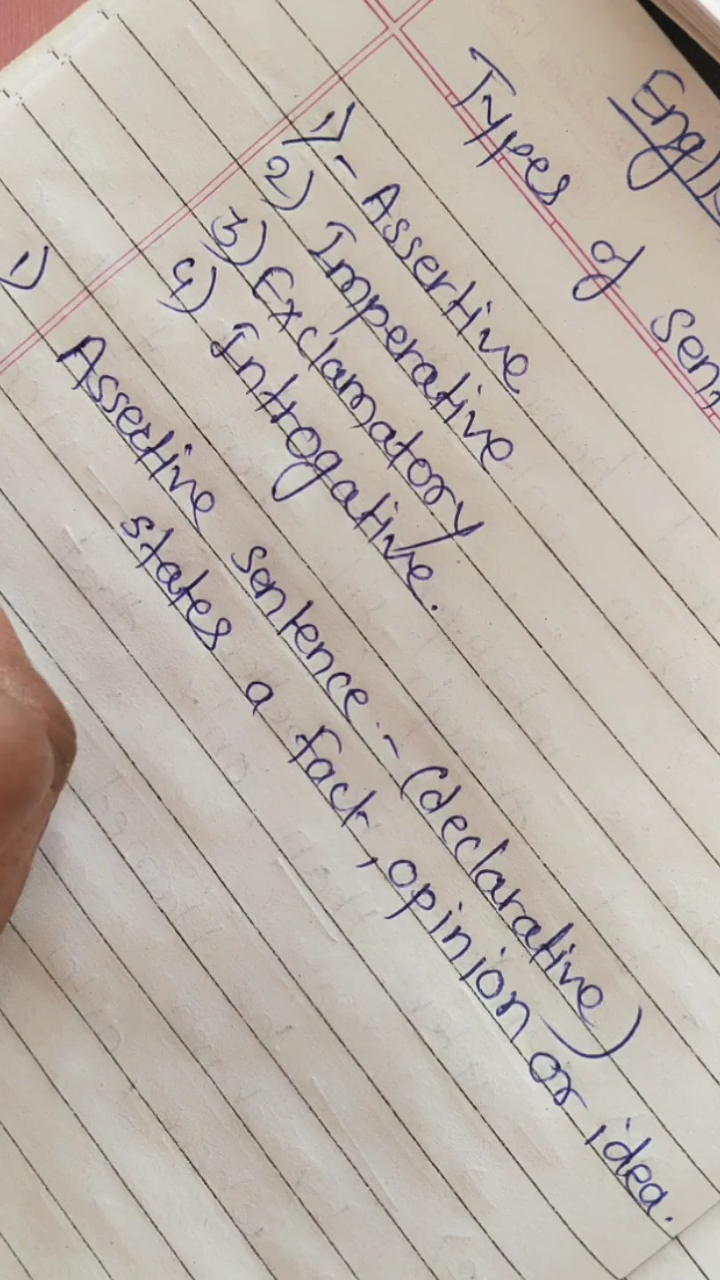 Types of
1) - Assertive
2) Imperative
3) Exclamatory
4) Introgative.
1) Assertive sentence - (declarative)
states a fact, opinion or idea.